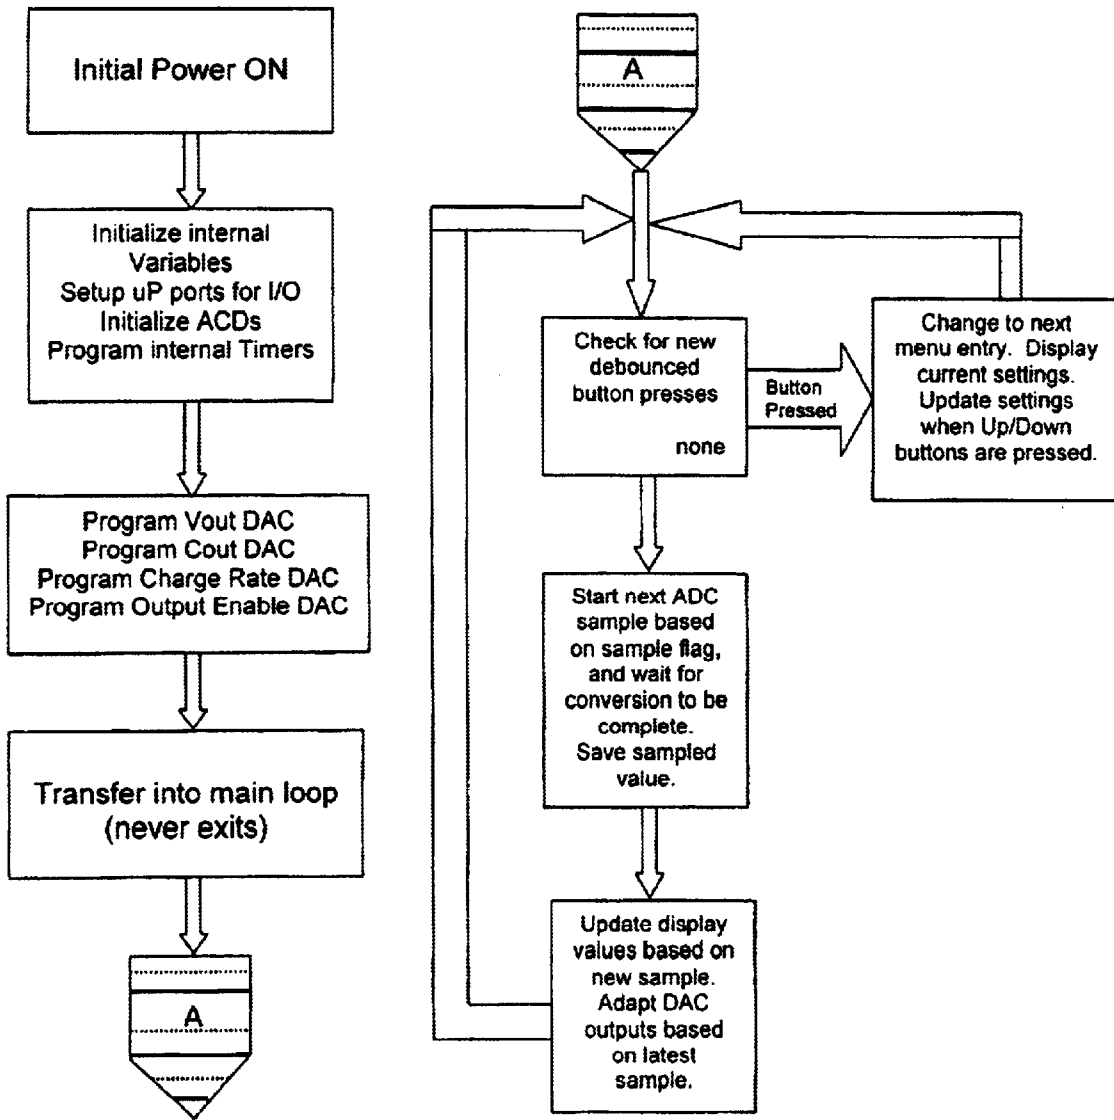 Initial Power ON
Initialize internal
Variables
Setup uP ports for I/O
Initialize ACDs
Program internal Timers
Program Vout DAC
Program Cout DAC
Program Charge Rate DAC
Program Output Enable DAC
Transfer into main loop
(never exits)
A
A
Check for new
debounced
button presses
none
Button
Pressed
Change to next
menu entry. Display
current settings.
Update settings
when Up/Down
buttons are pressed.
Start next ADC
sample based
on sample flag,
and wait for
conversion to be
complete.
Save sampled
value.
Update display
values based on
new sample.
Adapt DAC
outputs based
on latest
sample.